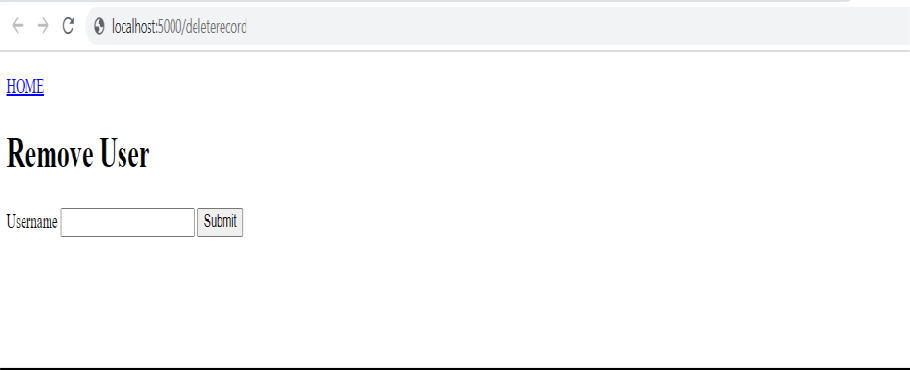 localhost:5000/deleterecord
HOME
Remove User
Username Submit